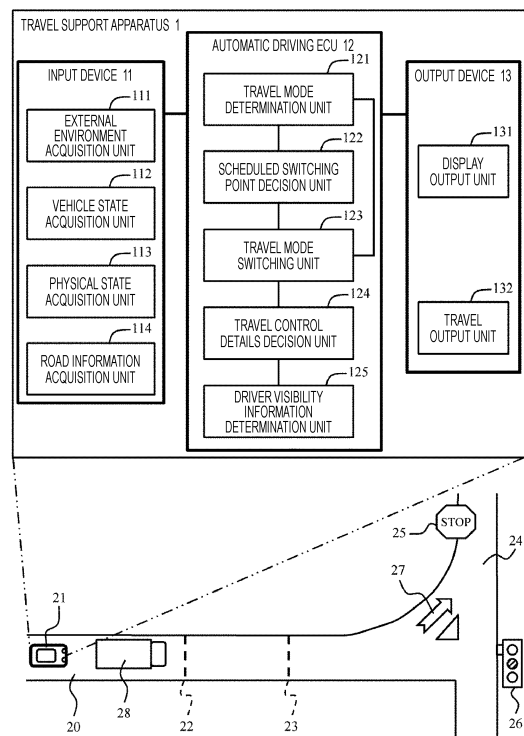 TRAVEL SUPPORT APPARATUS 1
INPUT DEVICE 11
111
EXTERNAL
ENVIRONMENT
ACQUISITION UNIT
112
VEHICLE STATE
ACQUISITION UNIT
113
PHYSICAL STATE
ACQUISITION UNIT
114
ROAD INFORMATION
ACQUISITION UNIT
AUTOMATIC DRIVING ECU 12
121
TRAVEL MODE
DETERMINATION UNIT
122
SCHEDULED SWITCHING
POINT DECISION UNIT
123
TRAVEL MODE
SWITCHING UNIT
124
TRAVEL CONTROL
DETAILS DECISION UNIT
125
DRIVER VISIBILITY
INFORMATION
DETERMINATION UNIT
OUTPUT DEVICE 13
131
DISPLAY
OUTPUT UNIT
132
TRAVEL
OUTPUT UNIT
STOP
25
24
27
21
20
28
22
23
26